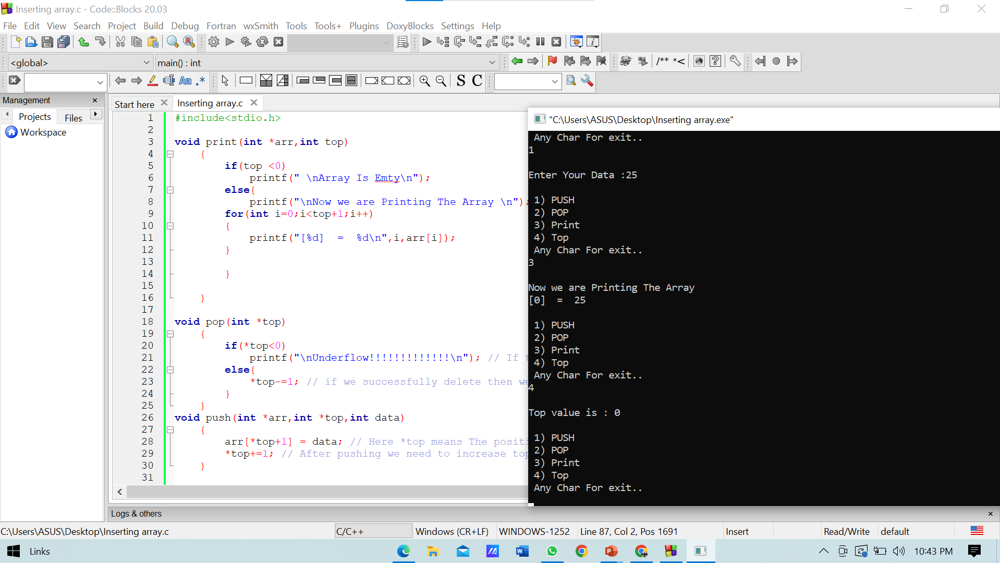 Inserting array.c - Code::Blocks 20.03
File Edit View Search Project Build Debug Fortran wxSmith Tools Tools+ Plugins DoxyBlocks Settings Help
<global> main() : int /** *<
Aa .* S C
Management
Projects Files
Workspace
Start here Inserting array.c
1 #include<stdio.h>
2
3 void print(int *arr,int top)
4 {
5 if(top <0)
6 printf(" \nArray Is Emty\n");
7 else{
8 printf("\nNow we are Printing The Array \n");
9 for(int i=0;i<top+1;i++)
10 {
11 printf("[%d]  =  %d\n",i,arr[i]);
12 }
13
14 }
15
16 }
17
18 void pop(int *top)
19 {
20 if(*top<0)
21 printf("\nUnderflow!!!!!!!!!!!!!\n"); // If
22 else{
23 *top-=1; // if we successfully delete then we
24 }
25 }
26 void push(int *arr,int *top,int data)
27 {
28 arr[*top+1] = data; // Here *top means The positi
29 *top+=1; // After pushing we need to increase top
30 }
31
"C:\Users\ASUS\Desktop\Inserting array.exe"
Any Char For exit..
1
Enter Your Data :25
1) PUSH
2) POP
3) Print
4) Top
Any Char For exit..
3
Now we are Printing The Array
[0]  =  25
1) PUSH
2) POP
3) Print
4) Top
Any Char For exit..
4
Top value is : 0
1) PUSH
2) POP
3) Print
4) Top
Any Char For exit..
Logs & others
C:\Users\ASUS\Desktop\Inserting array.c C/C++ Windows (CR+LF) WINDOWS-1252 Line 87, Col 2, Pos 1691 Insert Read/Write default
Links 10:43 PM